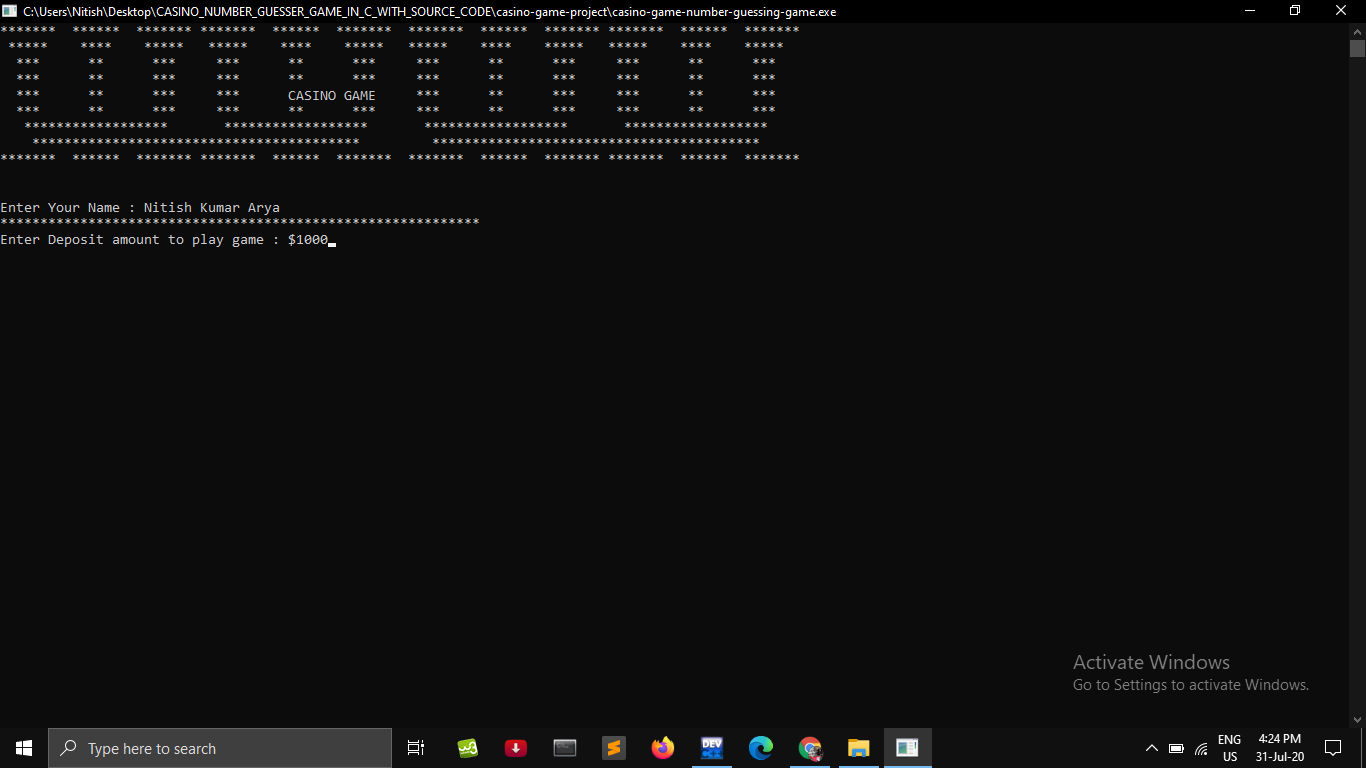 C:\Users\Nitish\Desktop\CASINO_NUMBER_GUESSER_GAME_IN_C_WITH_SOURCE_CODE\casino-game-project\casino-game-number-guessing-game.exe
*******  ******  ******* *******  ******  *******  *******  ******  ******* *******  ******  *******
 *****    ****    *****   *****    ****    *****   *****    ****    *****   *****    ****    *****
  ***      **      ***     ***      **      ***     ***      **      ***     ***      **      ***
  ***      **      ***     ***      **      ***     ***      **      ***     ***      **      ***
  ***      **      ***     ***      CASINO GAME     ***      **      ***     ***      **      ***
  ***      **      ***     ***      **      ***     ***      **      ***     ***      **      ***
   ******************       ******************       ******************       ******************
    *****************************************         *****************************************
*******  ******  ******* *******  ******  *******  *******  ******  ******* *******  ******  *******
Enter Your Name : Nitish Kumar Arya
************************************************************
Enter Deposit amount to play game : $1000
Activate Windows
Go to Settings to activate Windows.
Type here to search
w3
DEV
ENG
US
4:24 PM
31-Jul-20